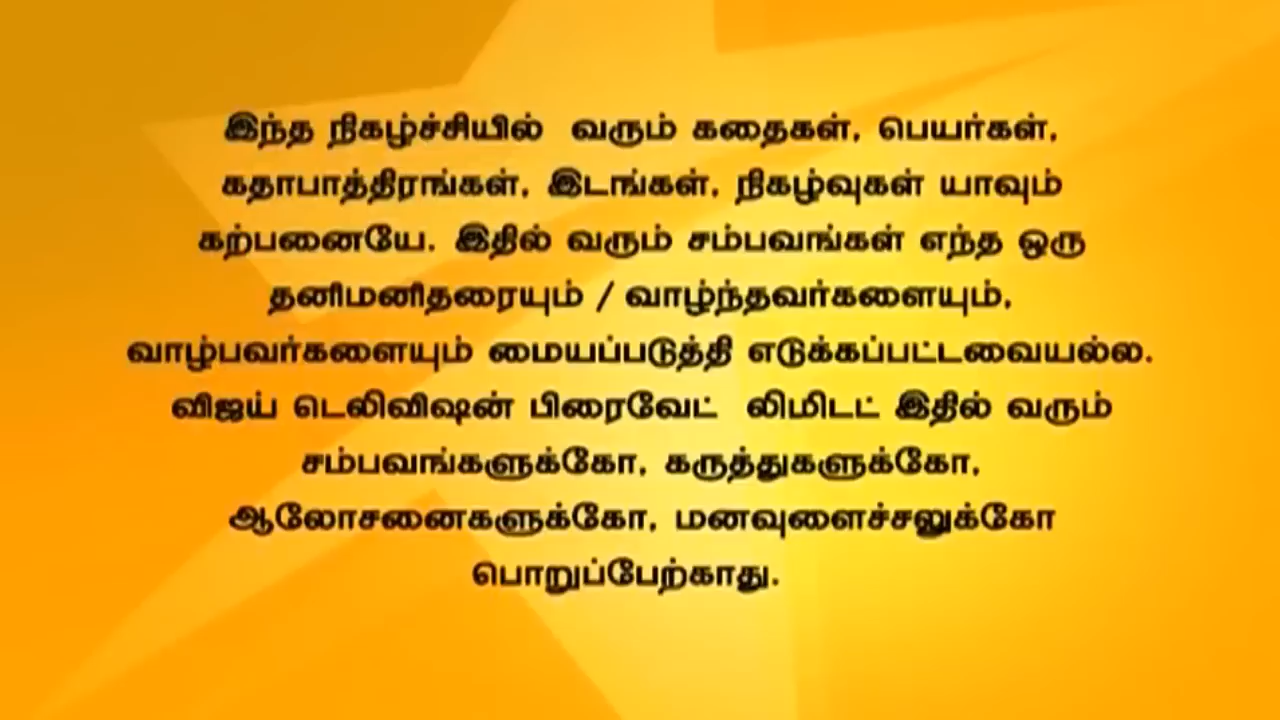 இந்த நிகழ்ச்சியில் வரும் கதைகள், பெயர்கள்,
கதாபாத்திரங்கள், இடங்கள், நிகழ்வுகள் யாவும்
கற்பனையே. இதில் வரும் சம்பவங்கள் எந்த ஒரு
தனிமனிதரையும் / வாழ்ந்தவர்களையும்,
வாழ்பவர்களையும் மையப்படுத்தி எடுக்கப்பட்டவையல்ல.
விஜய் டெலிவிஷன் பிரைவேட் லிமிடட் இதில் வரும்
சம்பவங்களுக்கோ, கருத்துகளுக்கோ,
ஆலோசனைகளுக்கோ, மனவுளைச்சலுக்கோ
பொறுப்பேற்காது.